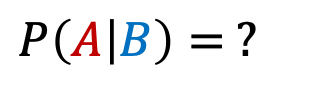 P(A|B) = ?